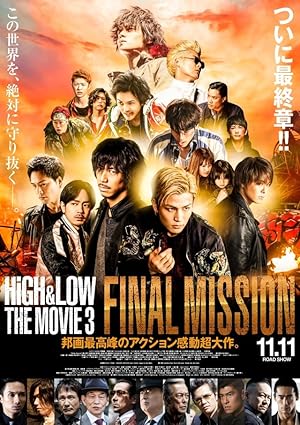 ついに最終章!!
この世界を、絶対に守り抜く―。
HiGH&LOW
THE MOVIE 3
FINAL MISSION
邦画最高峰のアクション感動超大作。
11.11
ROAD SHOW